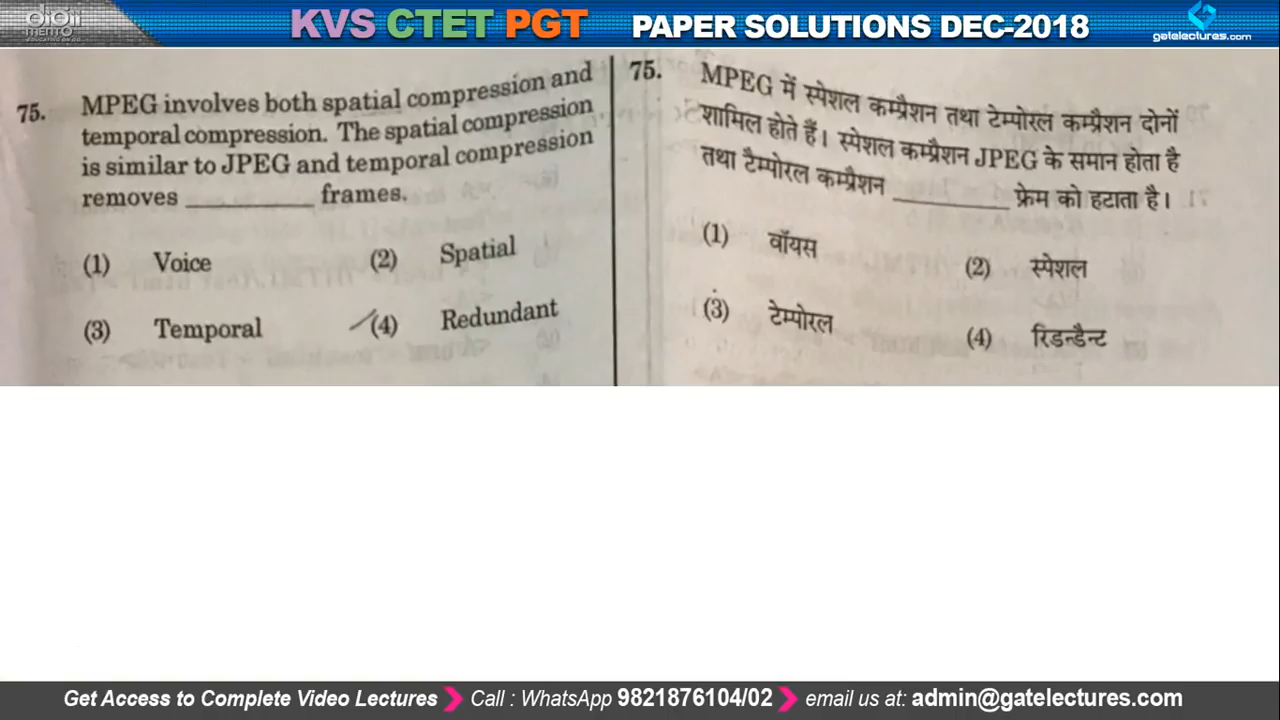 digii
MENTO
EDUCATING DIGI...
KVS CTET PGT PAPER SOLUTIONS DEC-2018
gatelectures.com
75. MPEG involves both spatial compression and
temporal compression. The spatial compression
is similar to JPEG and temporal compression
removes __________ frames.
(1) Voice (2) Spatial
(3) Temporal (4) Redundant
75. MPEG में स्पेशल कम्प्रैशन तथा टेम्पोरल कम्प्रैशन दोनों
शामिल होते हैं। स्पेशल कम्प्रैशन JPEG के समान होता है
तथा टैम्पोरल कम्प्रैशन __________ फ्रेम को हटाता है।
(1) वॉयस (2) स्पेशल
(3) टेम्पोरल (4) रिडन्डैन्ट
Get Access to Complete Video Lectures Call : WhatsApp 9821876104/02 email us at: admin@gatelectures.com